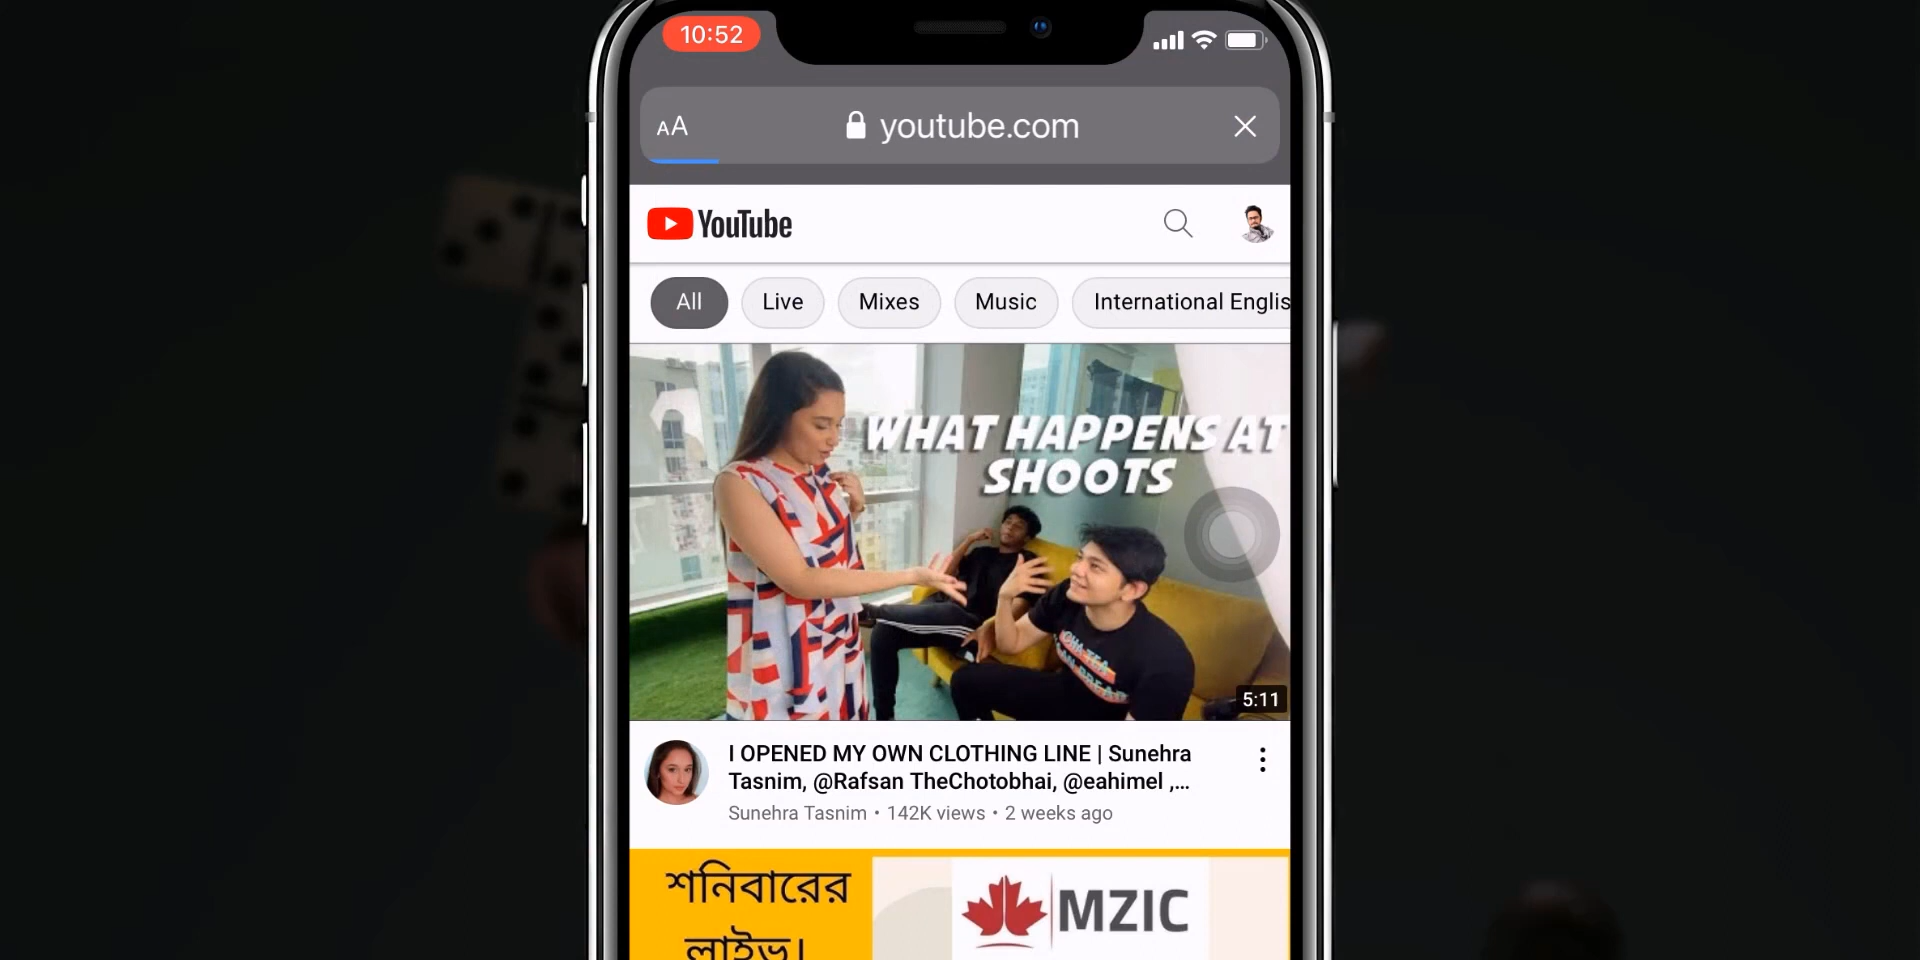 10:52
AA youtube.com
YouTube
All Live Mixes Music International Englis
WHAT HAPPENS AT
SHOOTS
5:11
I OPENED MY OWN CLOTHING LINE | Sunehra
Tasnim, @Rafsan TheChotobhai, @eahimel ,...
Sunehra Tasnim • 142K views • 2 weeks ago
শনিবারের
লাইভ।
MZIC